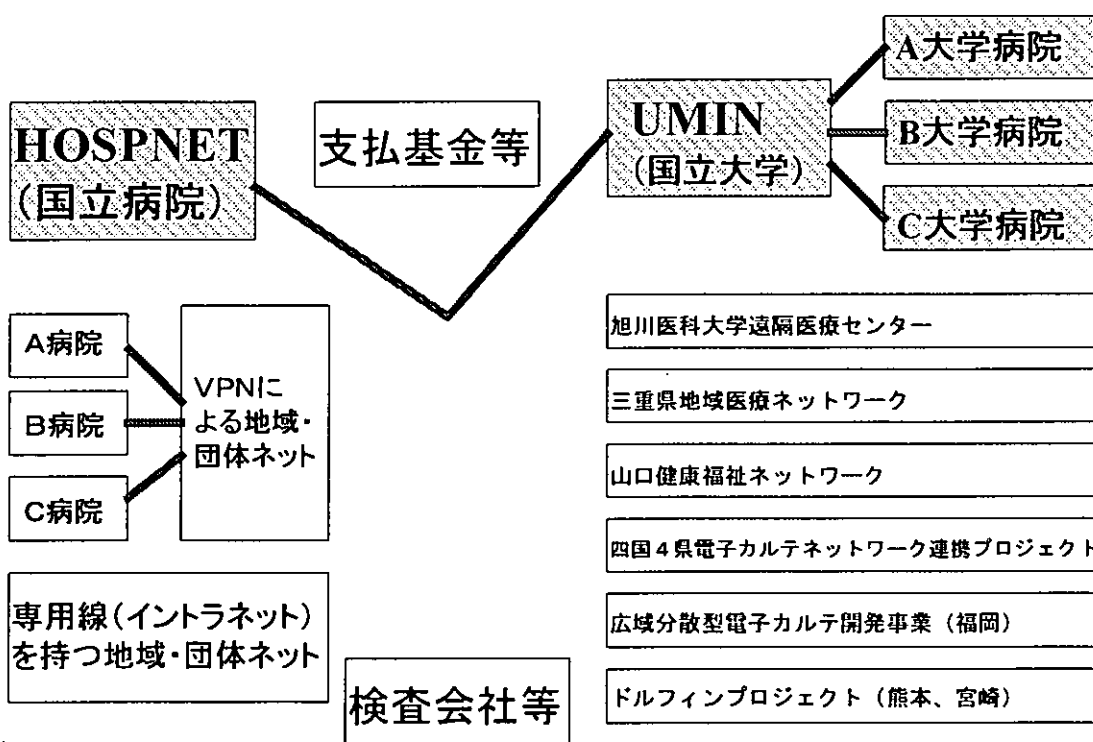 HOSPNET
(国立病院)
支払基金等
UMIN
(国立大学)
A大学病院
B大学病院
C大学病院
A病院
B病院
C病院
VPNに
よる地域・
団体ネット
専用線(イントラネット)
を持つ地域・団体ネット
検査会社等
旭川医科大学遠隔医療センター
三重県地域医療ネットワーク
山口健康福祉ネットワーク
四国4県電子カルテネットワーク連携プロジェクト
広域分散型電子カルテ開発事業(福岡)
ドルフィンプロジェクト(熊本、宮崎)